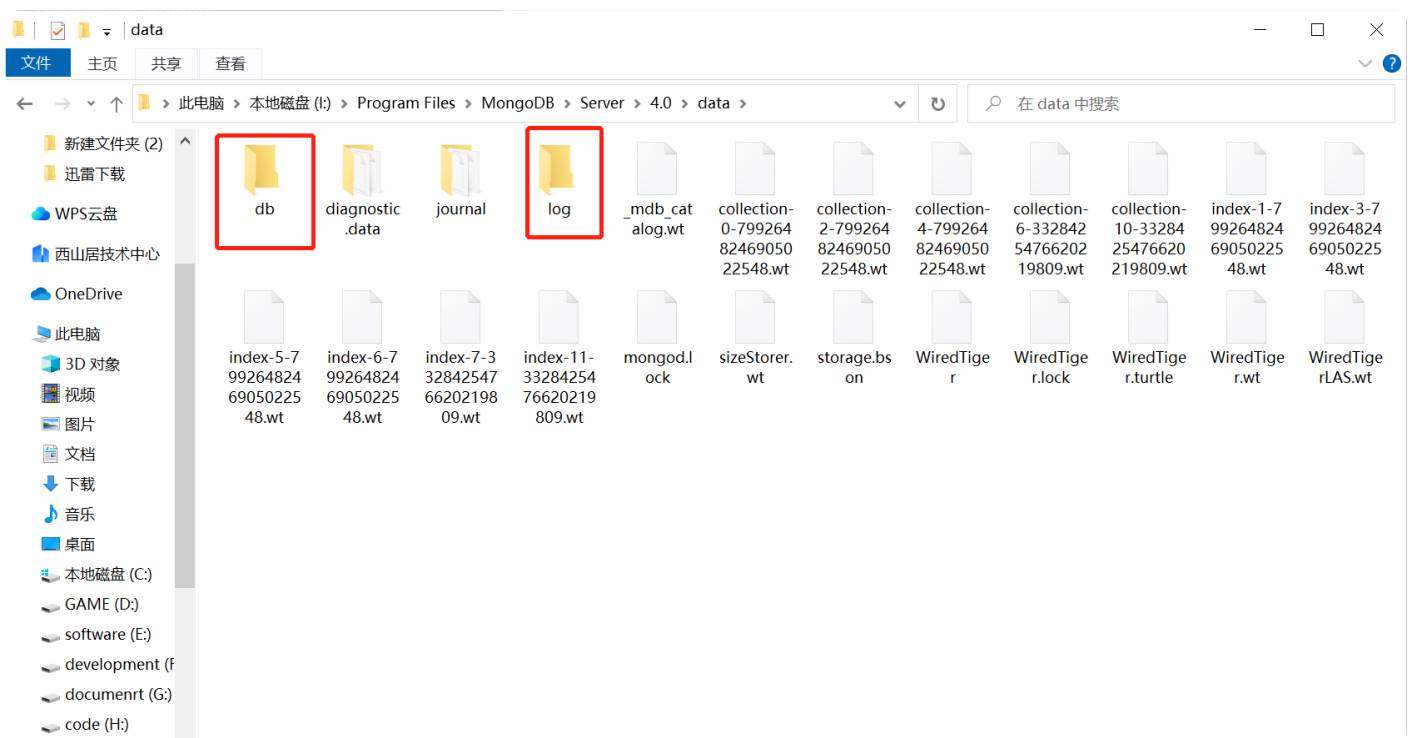 data
文件
主页
共享
查看
此电脑
本地磁盘 (I:)
Program Files
MongoDB
Server
4.0
data
在 data 中搜索
新建文件夹 (2)
迅雷下载
WPS云盘
西山居技术中心
OneDrive
此电脑
3D 对象
视频
图片
文档
下载
音乐
桌面
本地磁盘 (C:)
GAME (D:)
software (E:)
development (F
documenrt (G:)
code (H:)
db
diagnostic
.data
journal
log
_mdb_cat
alog.wt
collection-
0-799264
82469050
22548.wt
collection-
2-799264
82469050
22548.wt
collection-
4-799264
82469050
22548.wt
collection-
6-332842
54766202
19809.wt
collection-
10-33284
25476620
219809.wt
index-1-7
99264824
69050225
48.wt
index-3-7
99264824
69050225
48.wt
index-5-7
99264824
69050225
48.wt
index-6-7
99264824
69050225
48.wt
index-7-3
32842547
66202198
09.wt
index-11-
33284254
76620219
809.wt
mongod.l
ock
sizeStorer.
wt
storage.bs
on
WiredTige
r
WiredTige
r.lock
WiredTige
r.turtle
WiredTige
r.wt
WiredTige
rLAS.wt